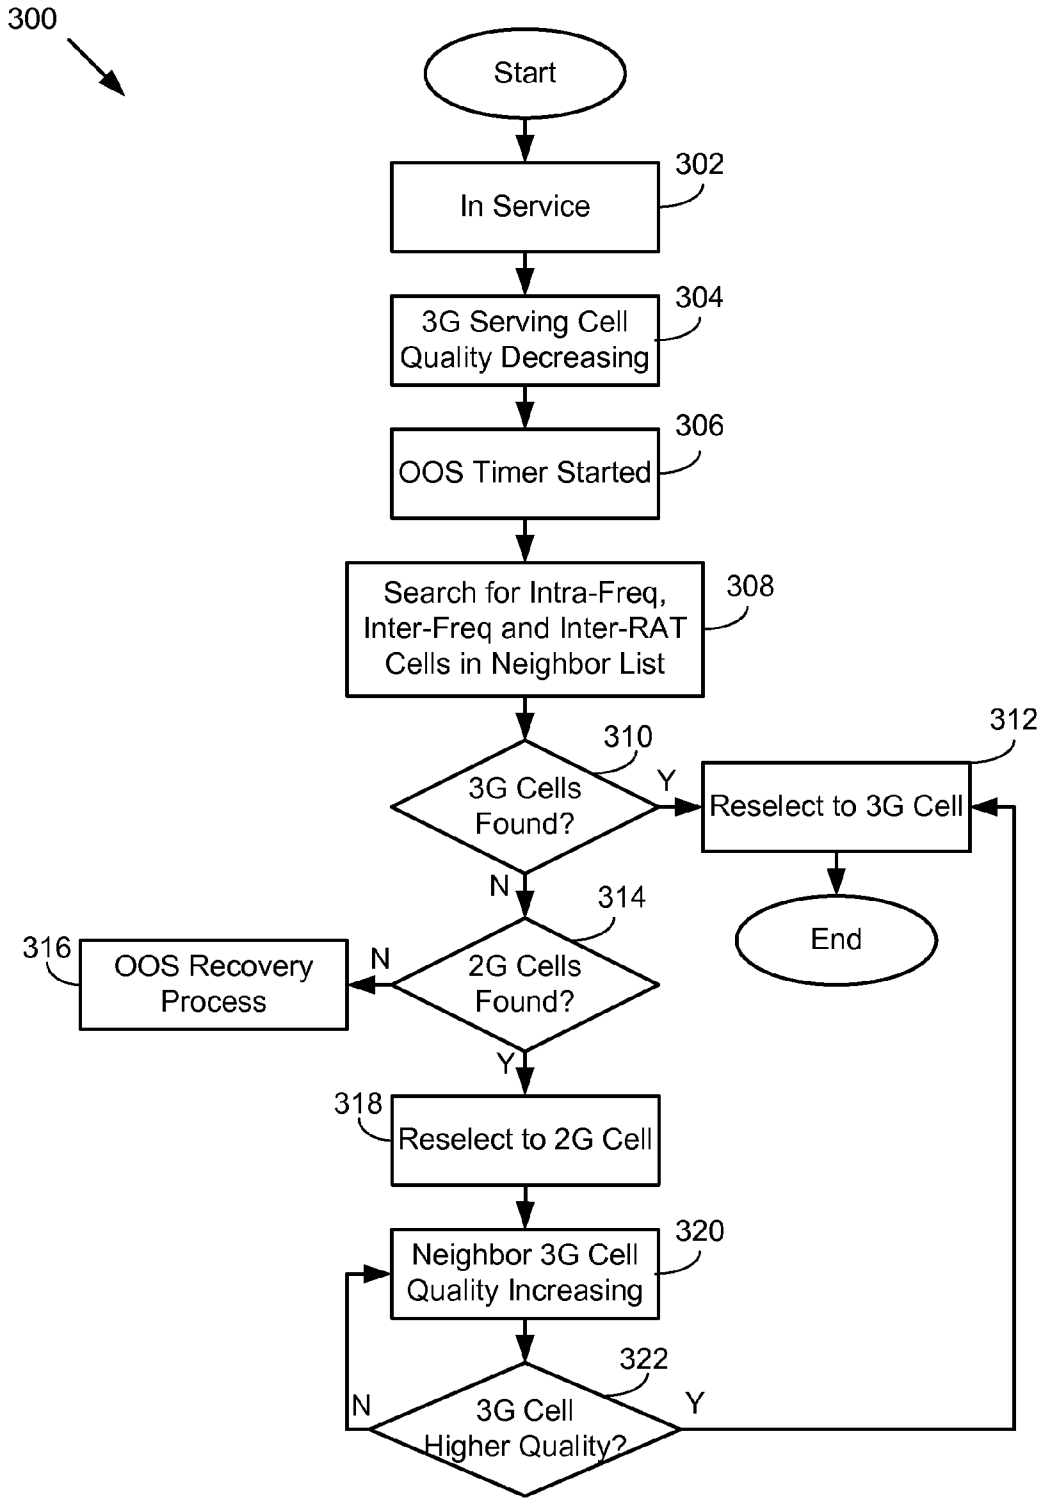 300
Start
302
In Service
304
3G Serving Cell
Quality Decreasing
306
OOS Timer Started
308
Search for Intra-Freq,
Inter-Freq and Inter-RAT
Cells in Neighbor List
310
3G Cells
Found?
Y
312
Reselect to 3G Cell
End
N
314
2G Cells
Found?
N
316
OOS Recovery
Process
Y
318
Reselect to 2G Cell
320
Neighbor 3G Cell
Quality Increasing
322
3G Cell
Higher Quality?
N
Y